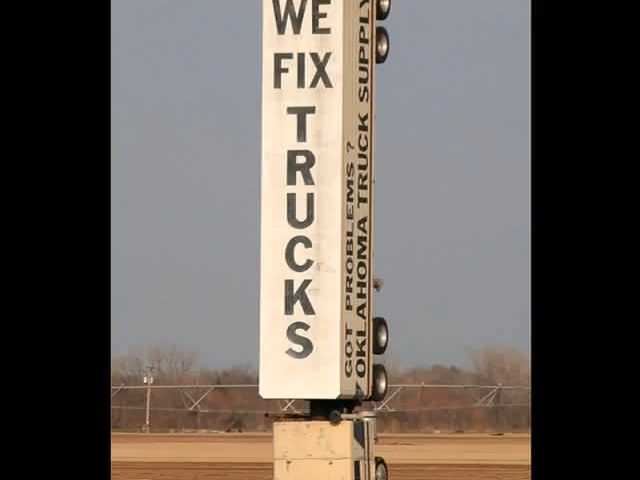 WE
FIX
TRUCKS
GOT PROBLEMS ?
OKLAHOMA TRUCK SUPPLY